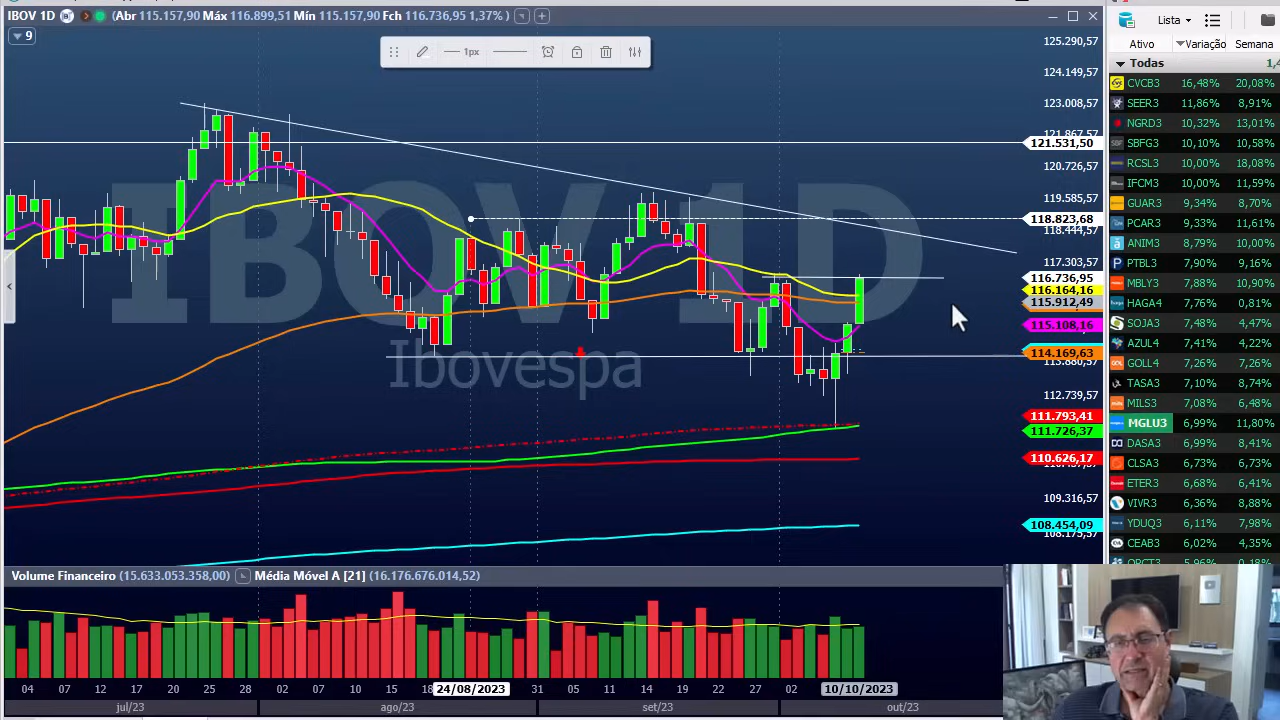 IBOV 1D (Abr 115.157,90 Máx 116.899,51 Mín 115.157,90 Fch 116.736,95 1,37%)
9
1px
IBOV 1D
Ibovespa
125.290,57
124.149,57
123.008,57
121.867,57
121.531,50
120.726,57
119.585,57
118.823,68
118.444,57
117.303,57
116.736,95
116.164,16
115.912,49
115.108,16
114.169,63
113.880,57
112.739,57
111.793,41
111.726,37
110.626,17
109.316,57
108.454,09
108.175,57
Volume Financeiro (15.633.053.358,00) Média Móvel A [21] (16.176.676.014,52)
04 07 12 17 20 25 28 02 07 10 15 18 24/08/2023 31 05 11 14 19 22 27 02 10/10/2023
jul/23 ago/23 set/23 out/23
Lista
Ativo Variação Semana
Todas
CVCB3 16,48% 20,08%
SEER3 11,86% 8,91%
NGRD3 10,32% 13,01%
SBFG3 10,10% 10,58%
RCSL3 10,00% 18,08%
IFCM3 10,00% 11,59%
GUAR3 9,34% 8,70%
PCAR3 9,13% 11,61%
ANIM3 8,79% 10,00%
PTBL3 7,90% 9,16%
MBLY3 7,88% 10,90%
HAGA4 7,76% 0,81%
SOJA3 7,48% 4,47%
AZUL4 7,41% 4,22%
GOLL4 7,26% 7,36%
TASA3 7,10% 8,74%
MILS3 7,08% 6,48%
MGLU3 6,99% 11,80%
DASA3 6,93% 8,41%
CLSA3 6,73% 6,73%
ETER3 6,68% 6,41%
VIVR3 6,36% 8,88%
YDUQ3 6,11% 7,98%
CEAB3 6,02% 4,35%